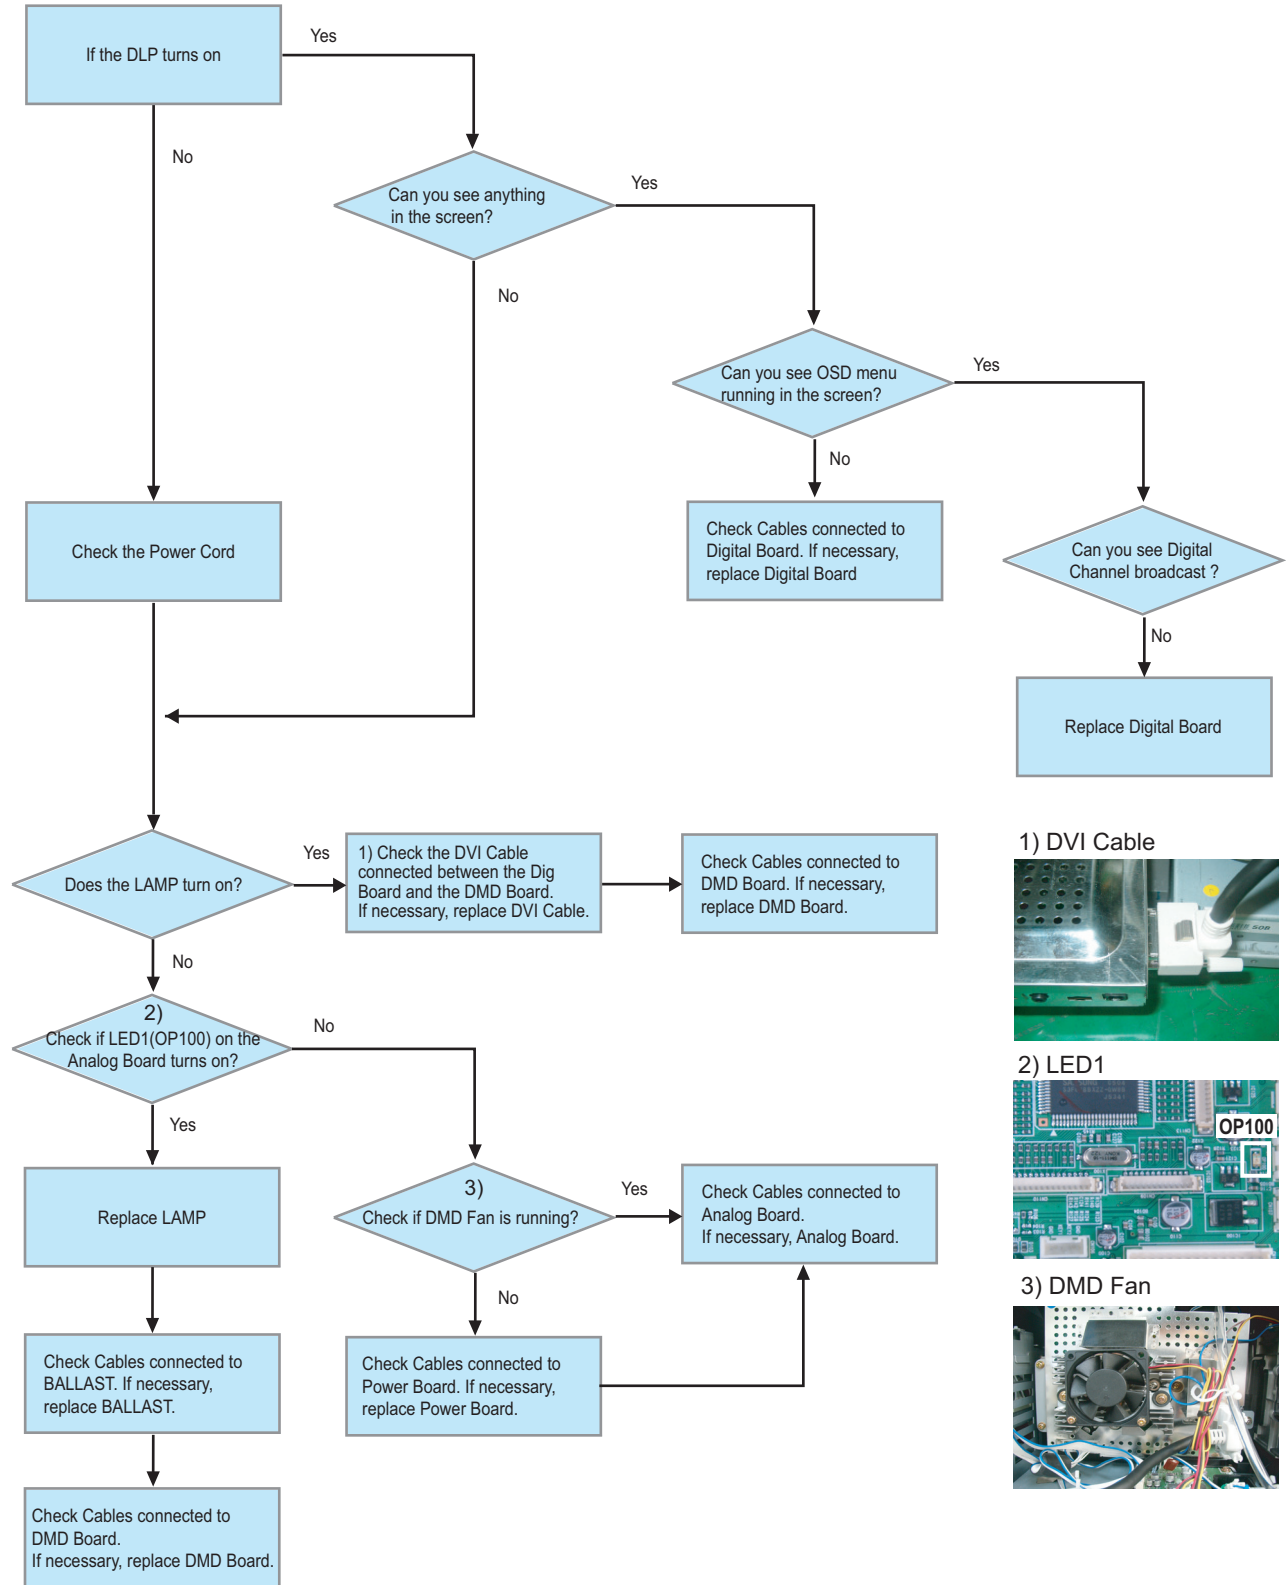 If the DLP turns on
Yes
No
Can you see anything
in the screen?
Yes
No
Can you see OSD menu
running in the screen?
Yes
No
Check the Power Cord
Check Cables connected to
Digital Board. If necessary,
replace Digital Board
Can you see Digital
Channel broadcast ?
No
Replace Digital Board
Does the LAMP turn on?
Yes
1) Check the DVI Cable
connected between the Dig
Board and the DMD Board.
If necessary, replace DVI Cable.
Check Cables connected to
DMD Board. If necessary,
replace DMD Board.
No
2)
Check if LED1(OP100) on the
Analog Board turns on?
No
Yes
Replace LAMP
3)
Check if DMD Fan is running?
Yes
Check Cables connected to
Analog Board.
If necessary, Analog Board.
No
Check Cables connected to
BALLAST. If necessary,
replace BALLAST.
Check Cables connected to
Power Board. If necessary,
replace Power Board.
Check Cables connected to
DMD Board.
If necessary, replace DMD Board.
1) DVI Cable
2) LED1
OP100
3) DMD Fan